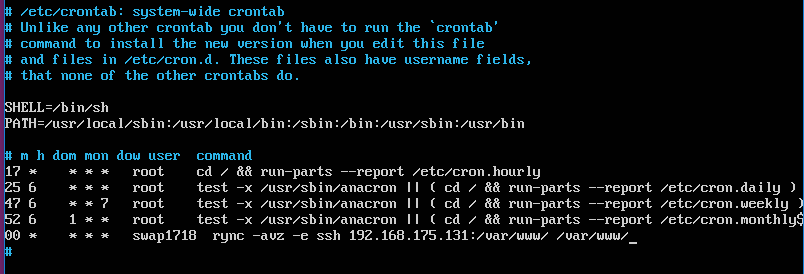 # /etc/crontab: system-wide crontab
# Unlike any other crontab you don't have to run the `crontab'
# command to install the new version when you edit this file
# and files in /etc/cron.d. These files also have username fields,
# that none of the other crontabs do.
SHELL=/bin/sh
PATH=/usr/local/sbin:/usr/local/bin:/sbin:/bin:/usr/sbin:/usr/bin
# m h dom mon dow user  command
17 *    * * *   root    cd / && run-parts --report /etc/cron.hourly
25 6    * * *   root    test -x /usr/sbin/anacron || ( cd / && run-parts --report /etc/cron.daily )
47 6    * * 7   root    test -x /usr/sbin/anacron || ( cd / && run-parts --report /etc/cron.weekly )
52 6    1 * *   root    test -x /usr/sbin/anacron || ( cd / && run-parts --report /etc/cron.monthly$
00 *    * * *   swap1718  rync -avz -e ssh 192.168.175.131:/var/www/ /var/www/_
#